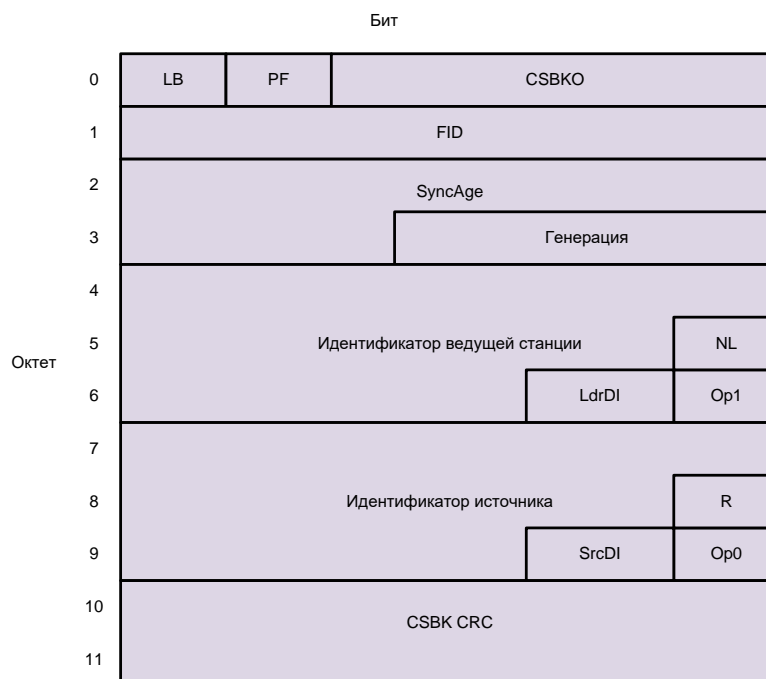 Бит
0 LB PF CSBKO
1 FID
2
SyncAge
3 Генерация
4
Октет
5 Идентификатор ведущей станции NL
6 LdrDI Op1
7
8 Идентификатор источника R
9 SrcDI Op0
10
CSBK CRC
11